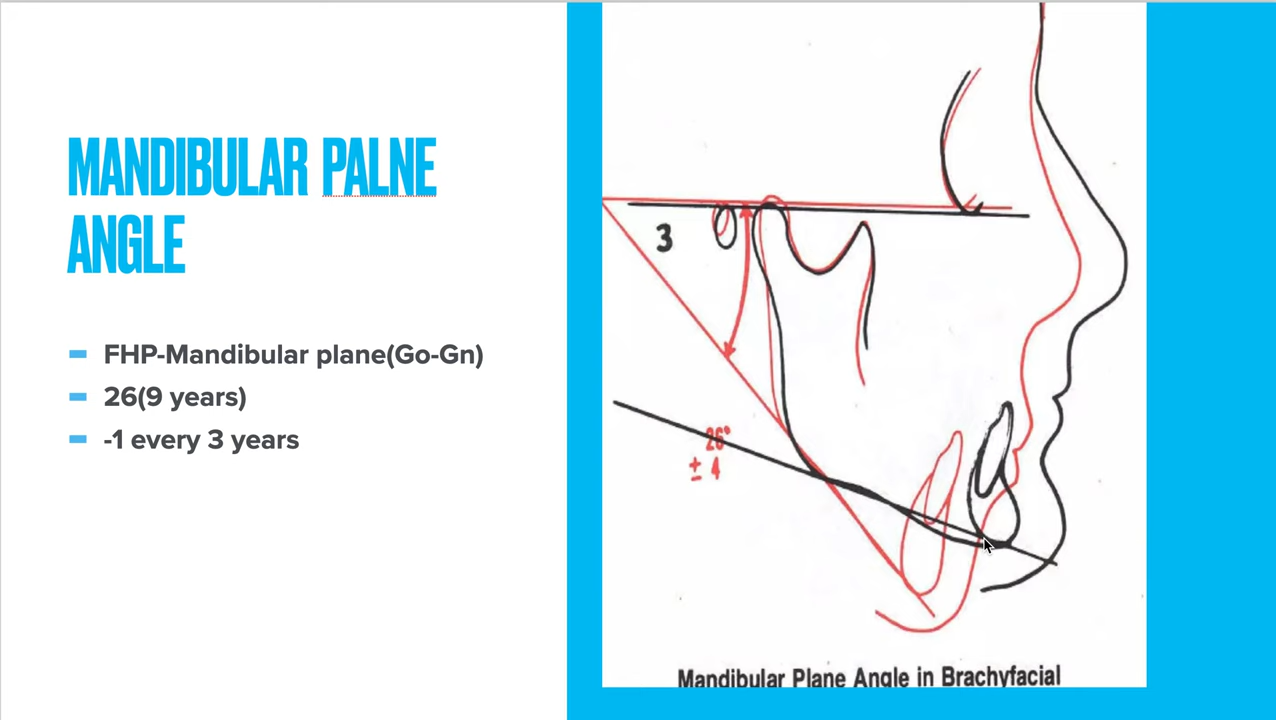 MANDIBULAR PALNE
ANGLE
FHP-Mandibular plane(Go-Gn)
26(9 years)
-1 every 3 years
3
26°
± 4
Mandibular Plane Angle in Brachyfacial